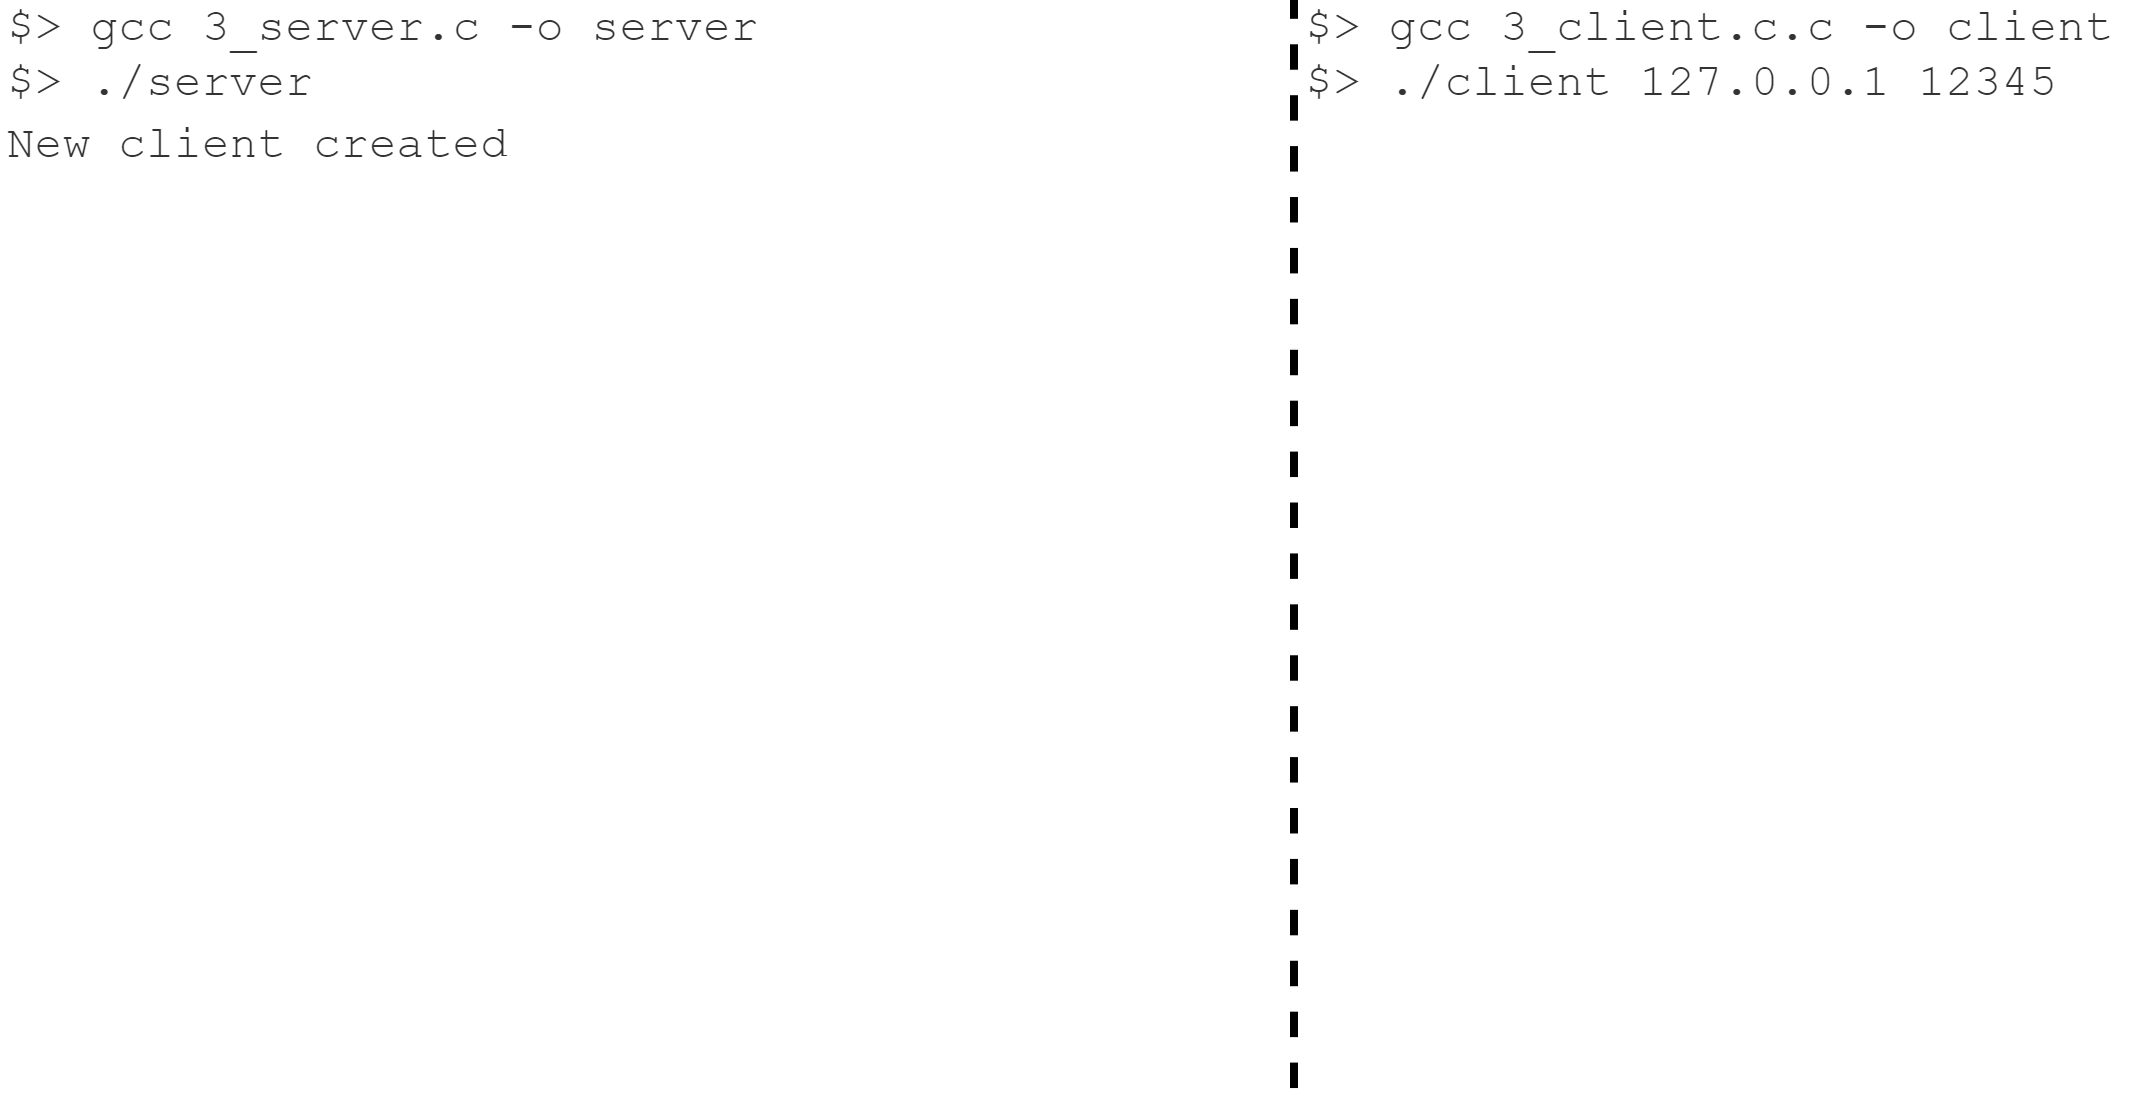 $> gcc 3_server.c -o server
$> ./server
New client created
$> gcc 3_client.c.c -o client
$> ./client 127.0.0.1 12345